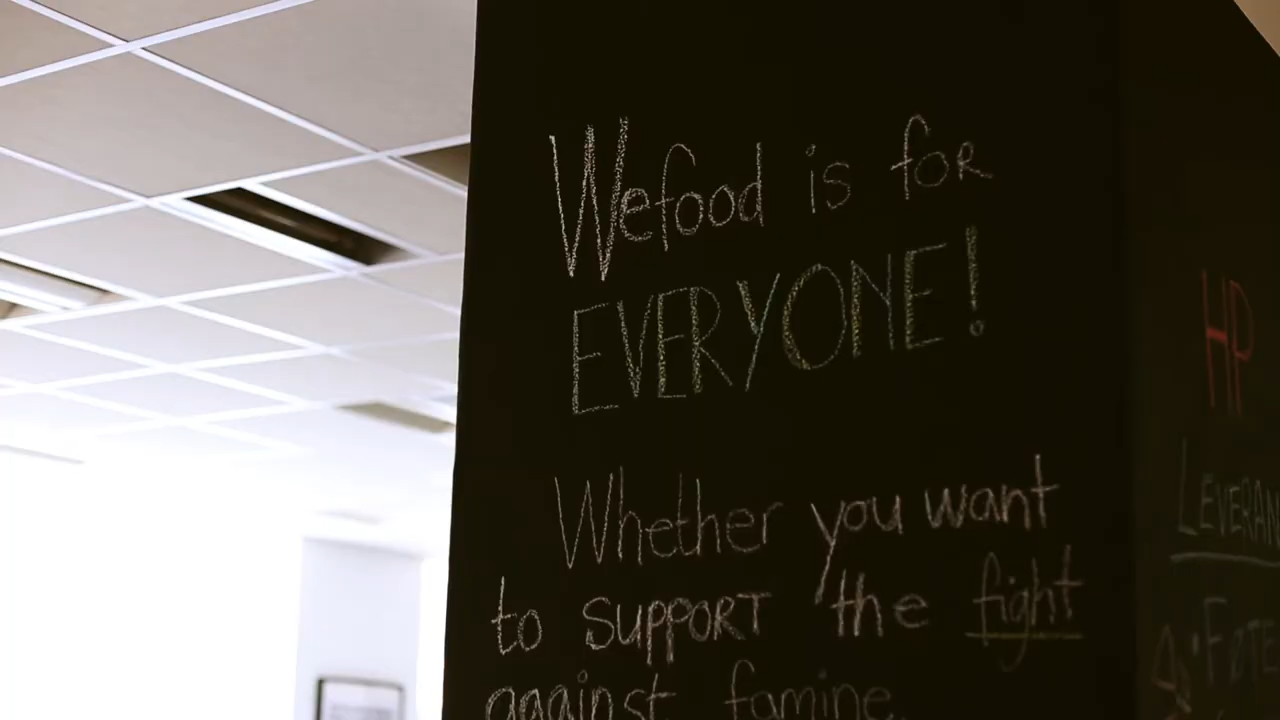 Wefood is for
EVERYONE!
Whether you want
to SUPPORT the fight
against famine,
HP